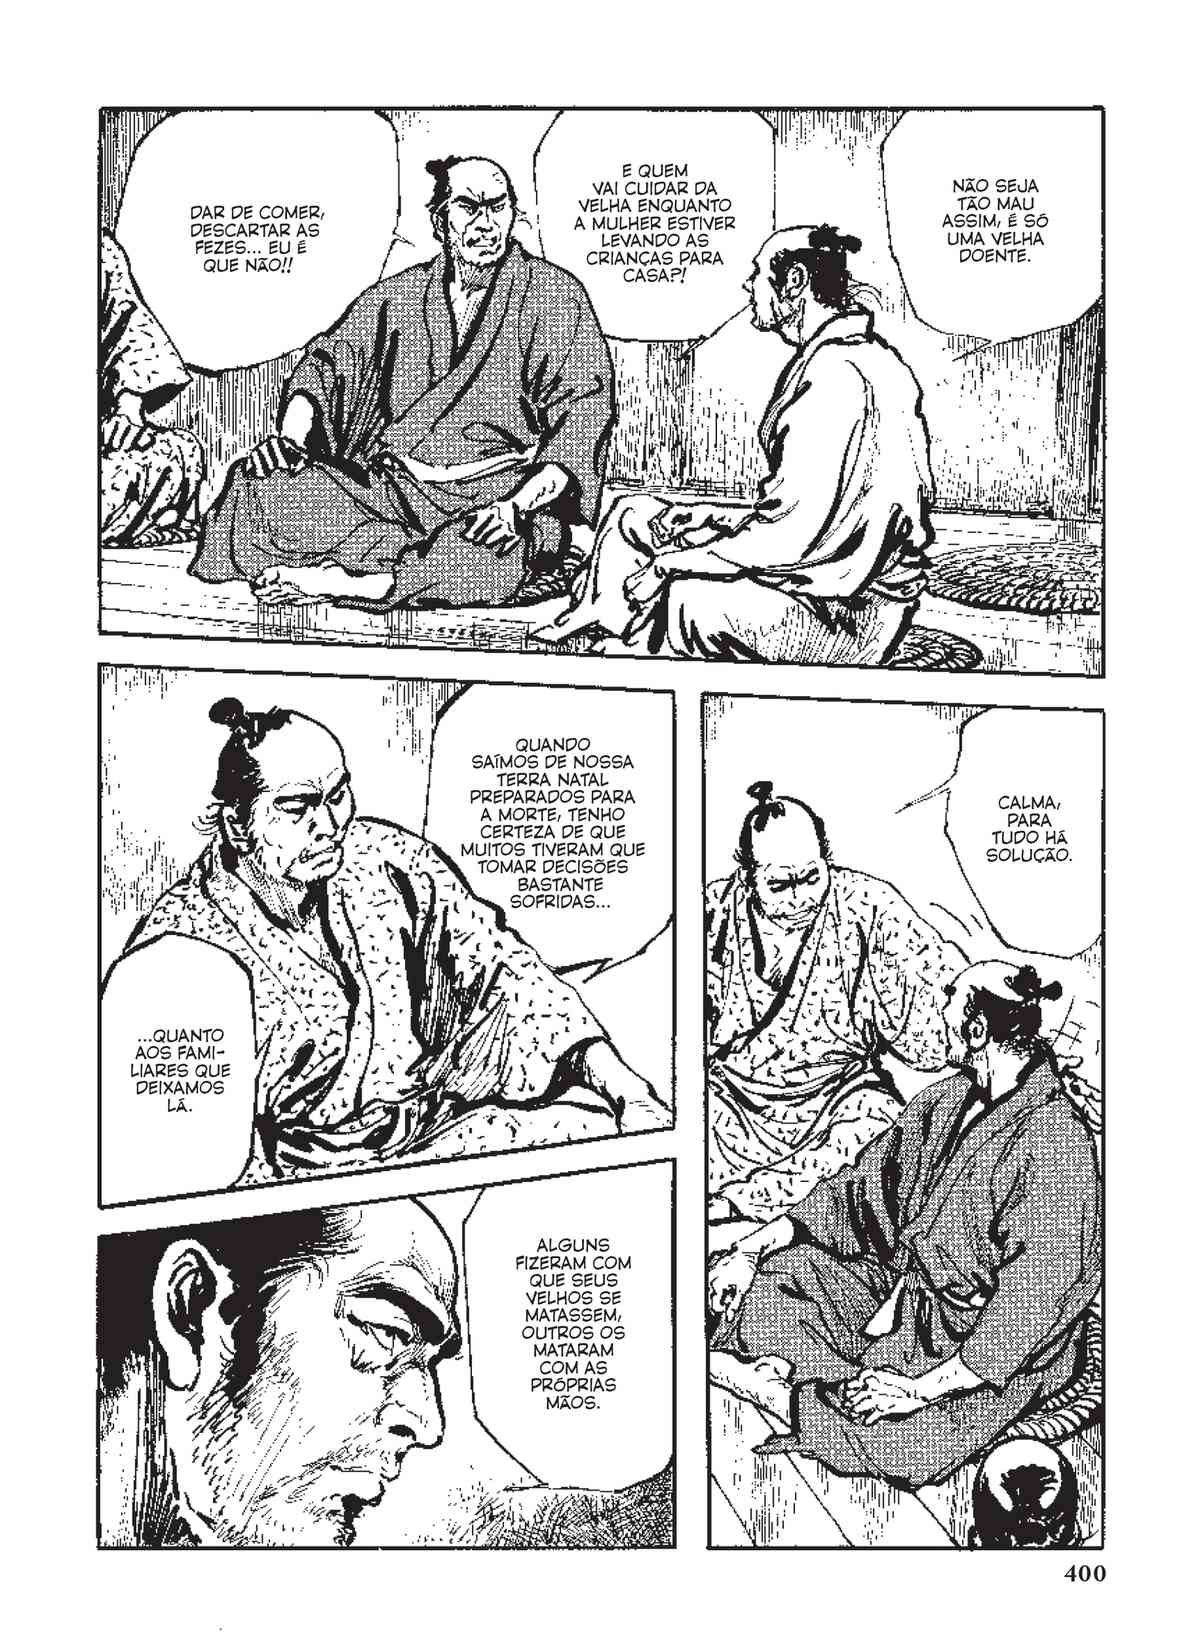 NÃO SEJA
TÃO MAU
ASSIM, É SÓ
UMA VELHA
DOENTE.
E QUEM
VAI CUIDAR DA
VELHA ENQUANTO
A MULHER ESTIVER
LEVANDO AS
CRIANÇAS PARA
CASA?!
DAR DE COMER,
DESCARTAR AS
FEZES... EU É
QUE NÃO!!
CALMA,
PARA
TUDO HÁ
SOLUÇÃO.
QUANDO
SAÍMOS DE NOSSA
TERRA NATAL
PREPARADOS PARA
A MORTE, TENHO
CERTEZA DE QUE
MUITOS TIVERAM QUE
TOMAR DECISÕES
BASTANTE
SOFRIDAS...
...QUANTO
AOS FAMI-
LIARES QUE
DEIXAMOS
LÁ.
ALGUNS
FIZERAM COM
QUE SEUS
VELHOS SE
MATASSEM,
OUTROS OS
MATARAM
COM AS
PRÓPRIAS
MÃOS.
400